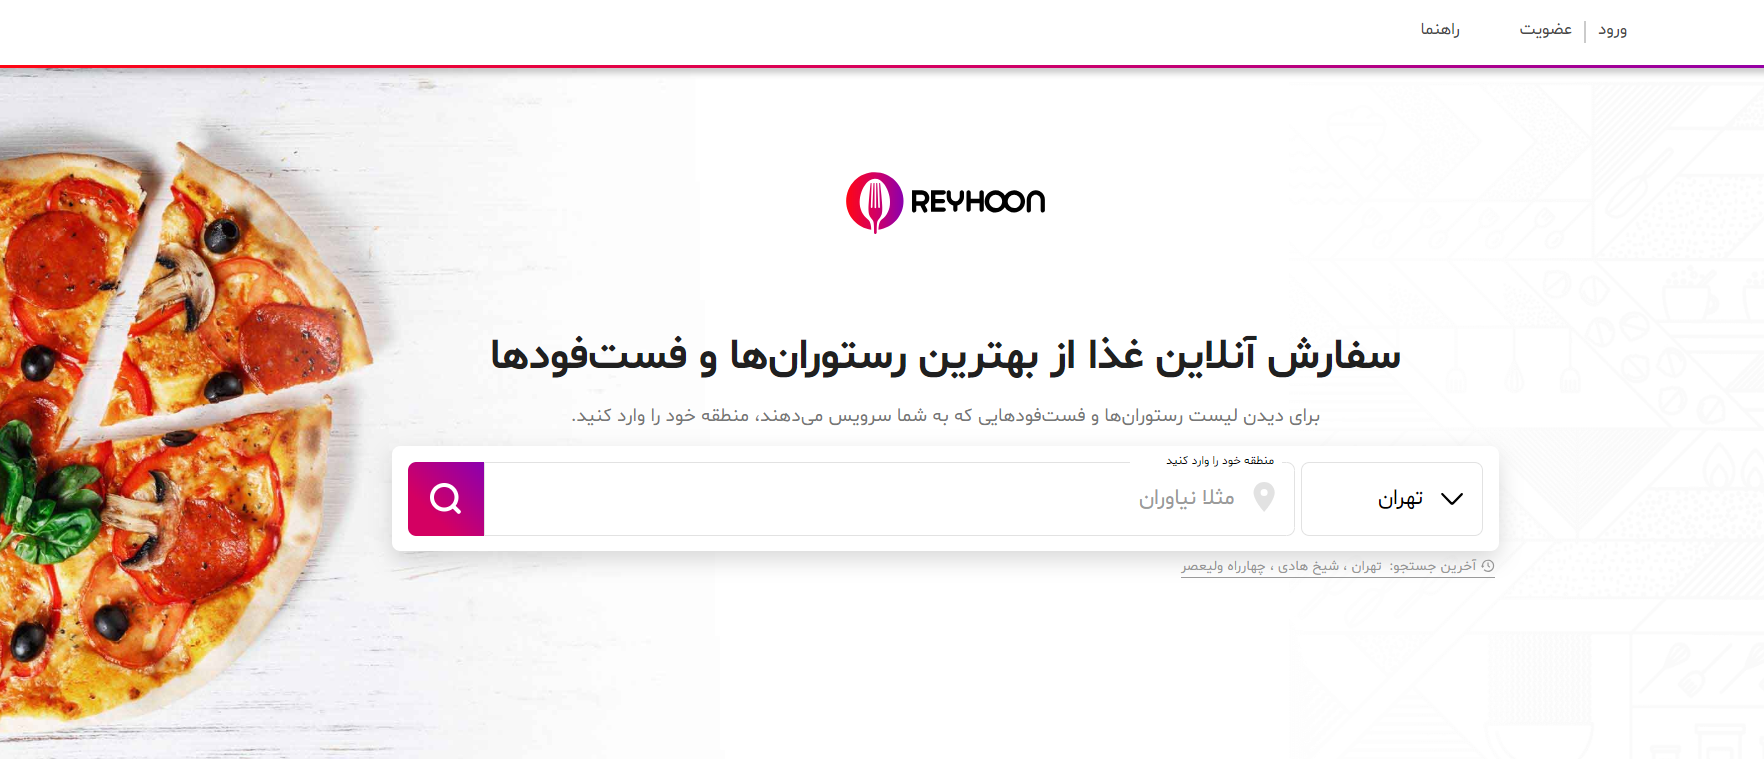 ورود | عضویت راهنما
REYHOON
سفارش آنلاین غذا از بهترین رستوران‌ها و فست‌فودها
برای دیدن لیست رستوران‌ها و فست‌فودهایی که به شما سرویس می‌دهند، منطقه خود را وارد کنید.
منطقه خود را وارد کنید
تهران
مثلا نیاوران
آخرین جستجو: تهران ، شیخ هادی ، چهارراه ولیعصر